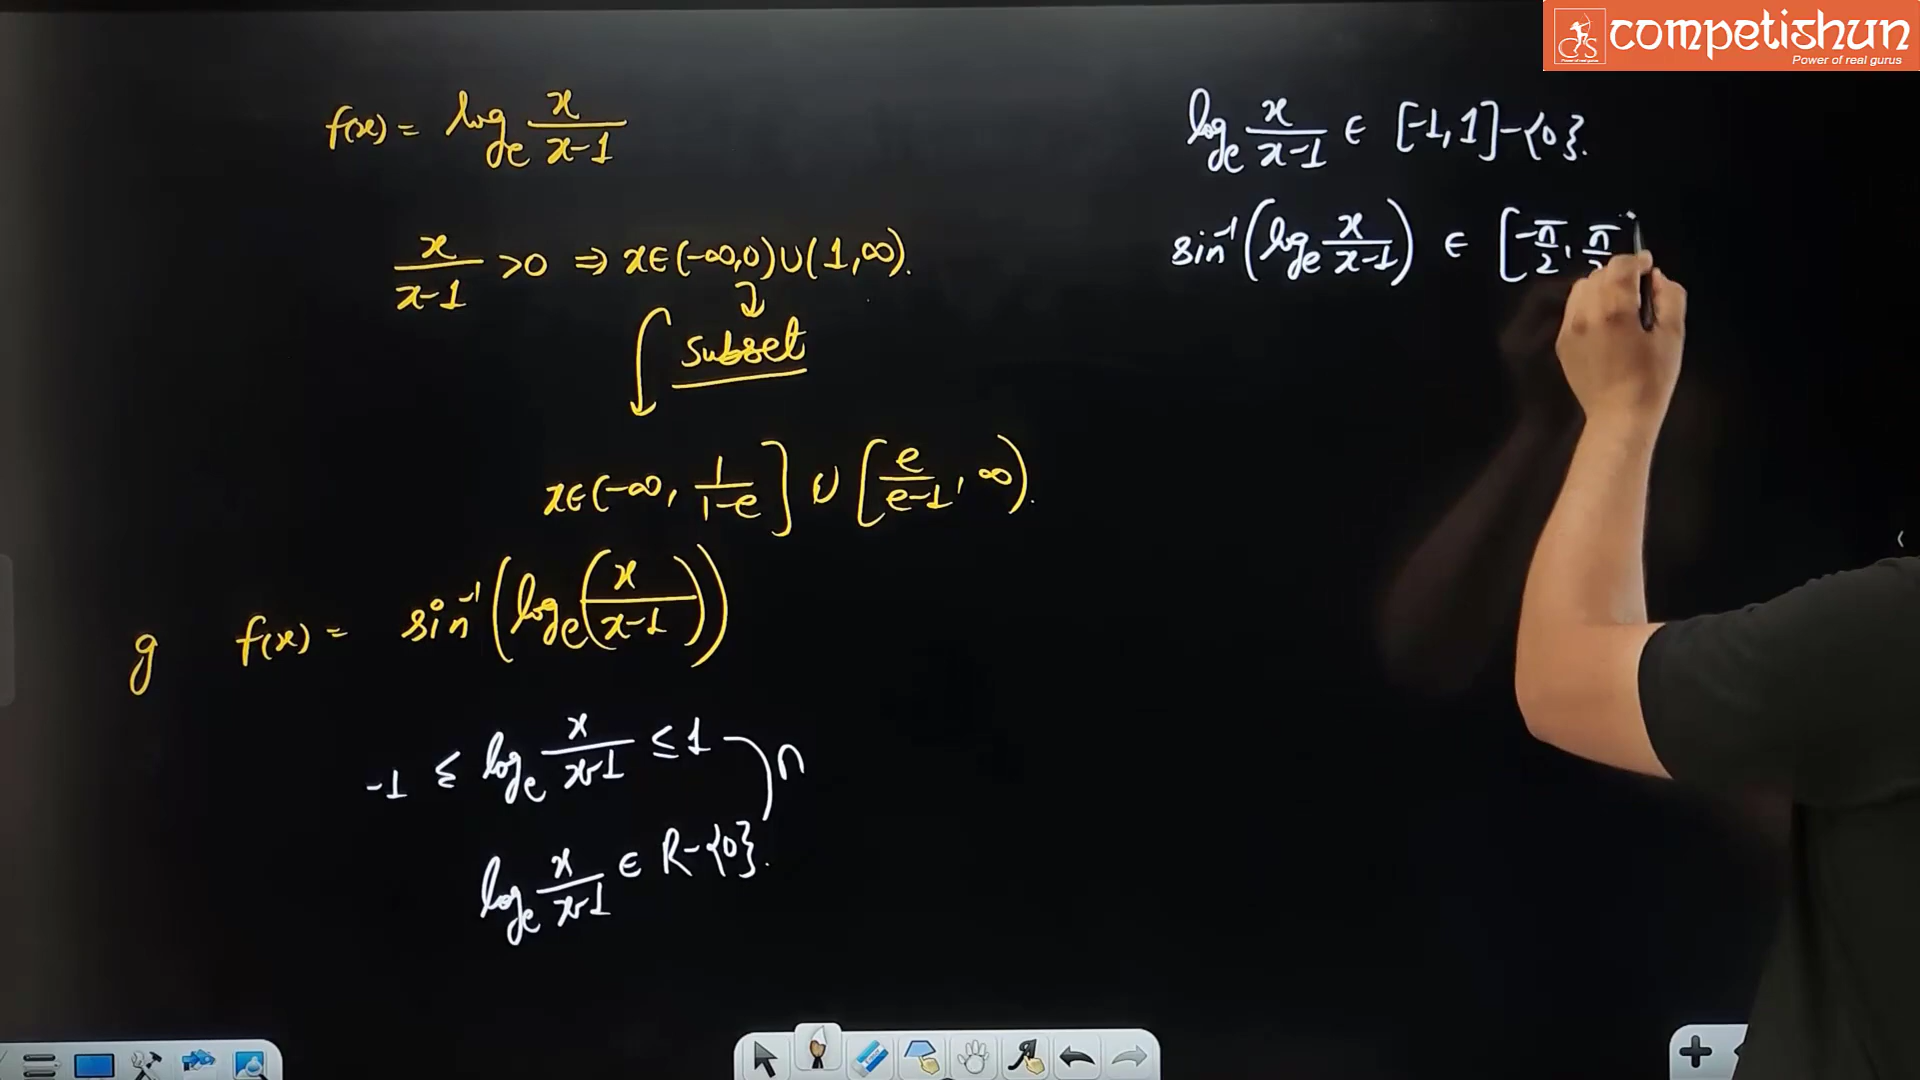 competishun
Power of real gurus
f(x) = log_e x/(x-1)
x/(x-1) >0 ⇒ x∈(-∞,0)∪(1,∞).
Subset
x∈(-∞, 1/(1-e)] ∪ [e/(e-1), ∞).
g f(x) = sin⁻¹(log_e(x/(x-1)))
-1 ≤ log_e x/(x-1) ≤ 1 ∩
log_e x/(x-1) ∈ R-{0}.
log_e x/(x-1) ∈ [-1,1]-{0}.
sin⁻¹(log_e x/(x-1)) ∈ [-π/2, π